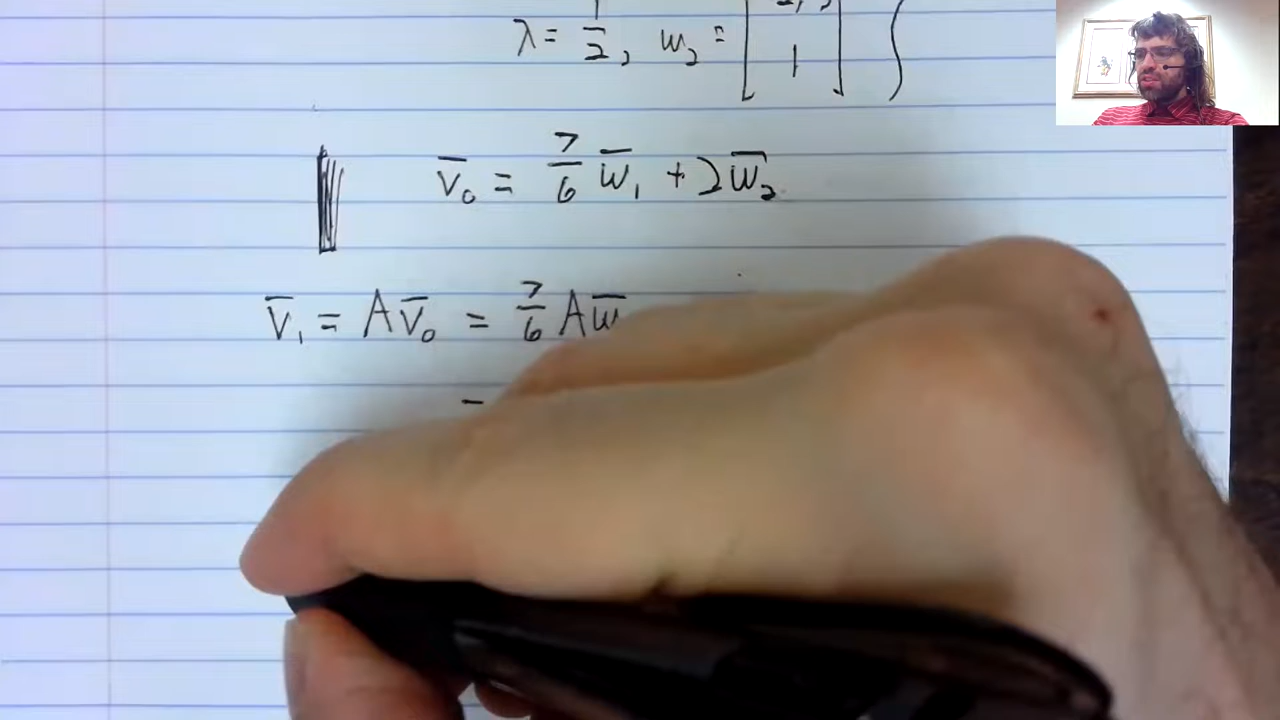 λ = 1/2, w₂ = [ 1 ] }
v̄₀ = 7/6 w̄₁ + 2w̄₂
v̄₁ = Av̄₀ = 7/6 Aw̄
=